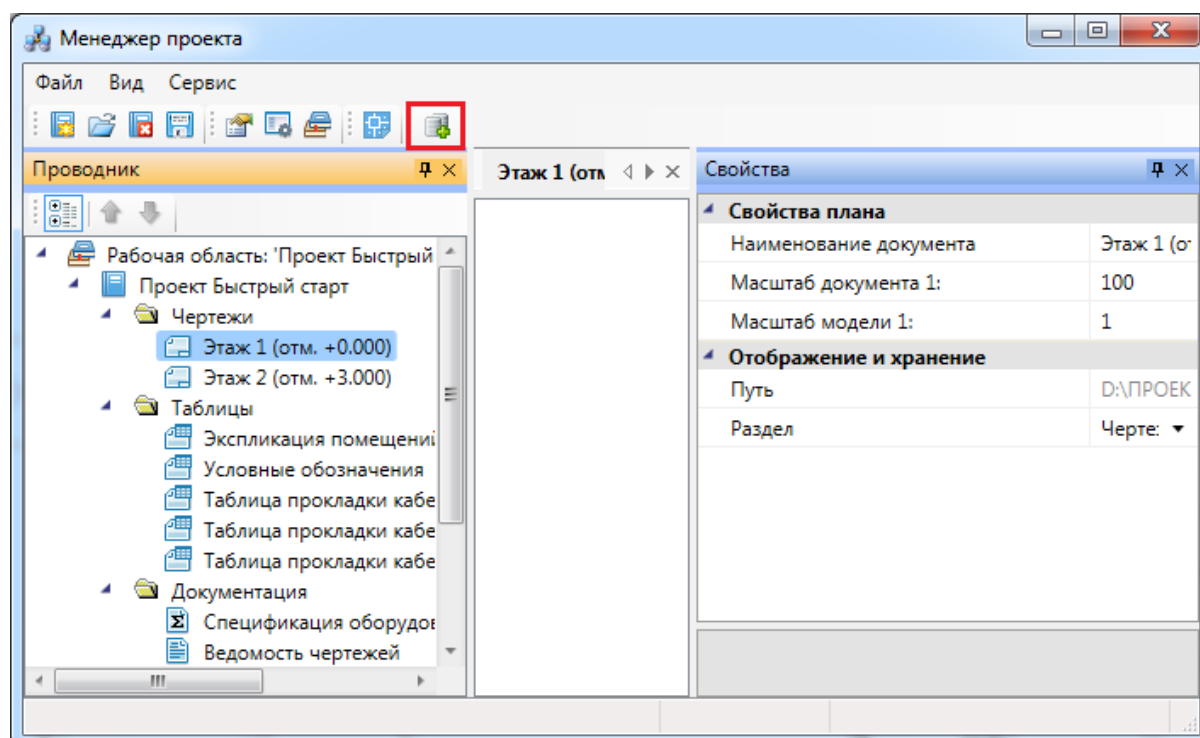 Менеджер проекта
Файл Вид Сервис
Проводник
Рабочая область: 'Проект Быстрый
Проект Быстрый старт
Чертежи
Этаж 1 (отм. +0.000)
Этаж 2 (отм. +3.000)
Таблицы
Экспликация помещений
Условные обозначения
Таблица прокладки кабе
Таблица прокладки кабе
Таблица прокладки кабе
Документация
Спецификация оборудов
Ведомость чертежей
Этаж 1 (отм
Свойства
Свойства плана
Наименование документа Этаж 1 (от
Масштаб документа 1: 100
Масштаб модели 1: 1
Отображение и хранение
Путь D:\ПРОЕК
Раздел Черте: